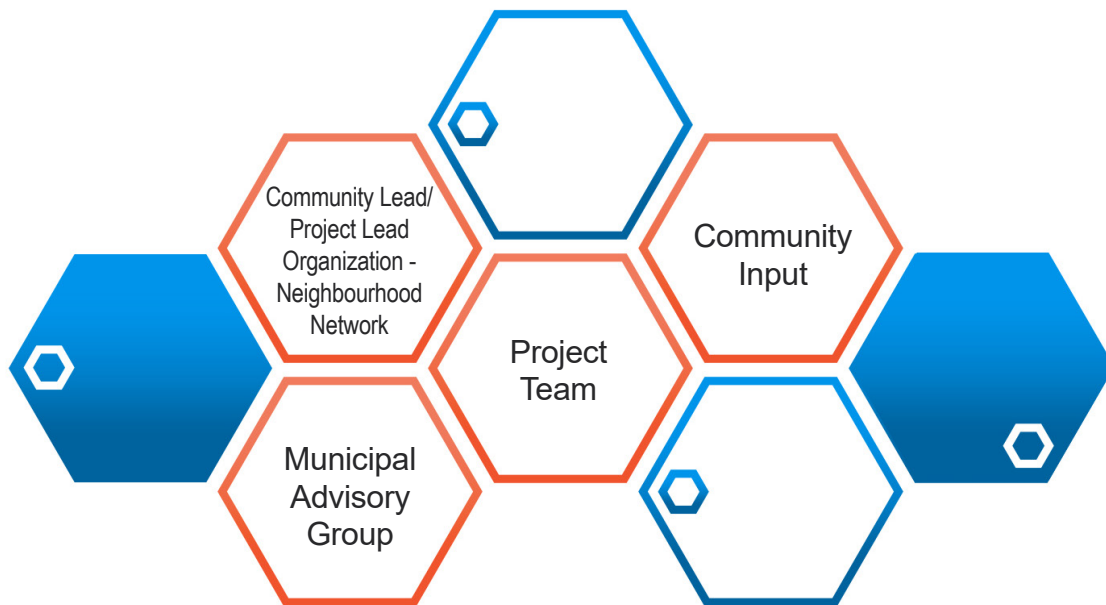 Community Lead/
Project Lead
Organization -
Neighbourhood
Network
Community
Input
Project
Team
Municipal
Advisory
Group